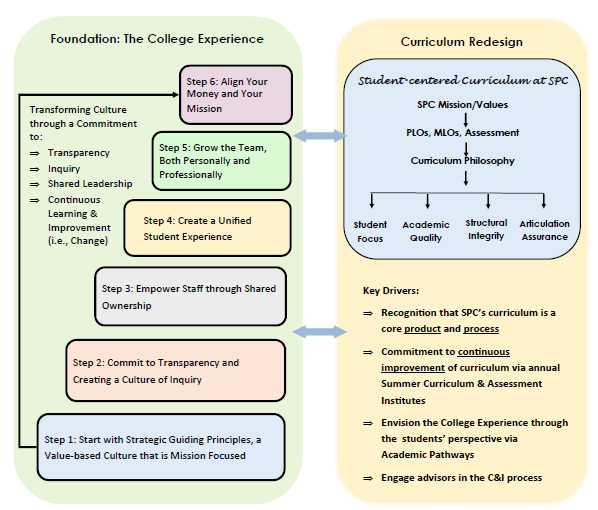 Foundation: The College Experience
Step 6: Align Your
Money and Your
Mission
Transforming Culture
through a Commitment
to:
⇒ Transparency
⇒ Inquiry
⇒ Shared Leadership
⇒ Continuous
Learning &
Improvement
(i.e., Change)
Step 5: Grow the Team,
Both Personally and
Professionally
Step 4: Create a Unified
Student Experience
Step 3: Empower Staff through Shared
Ownership
Step 2: Commit to Transparency and
Creating a Culture of Inquiry
Step 1: Start with Strategic Guiding Principles, a
Value-based Culture that is Mission Focused
Curriculum Redesign
Student-centered Curriculum at SPC
SPC Mission/Values
PLOs, MLOs, Assessment
Curriculum Philosophy
Student
Focus
Academic
Quality
Structural
Integrity
Articulation
Assurance
Key Drivers:
⇒ Recognition that SPC's curriculum is a
core product and process
⇒ Commitment to continuous
improvement of curriculum via annual
Summer Curriculum & Assessment
Institutes
⇒ Envision the College Experience through
the students' perspective via
Academic Pathways
⇒ Engage advisors in the C&I process